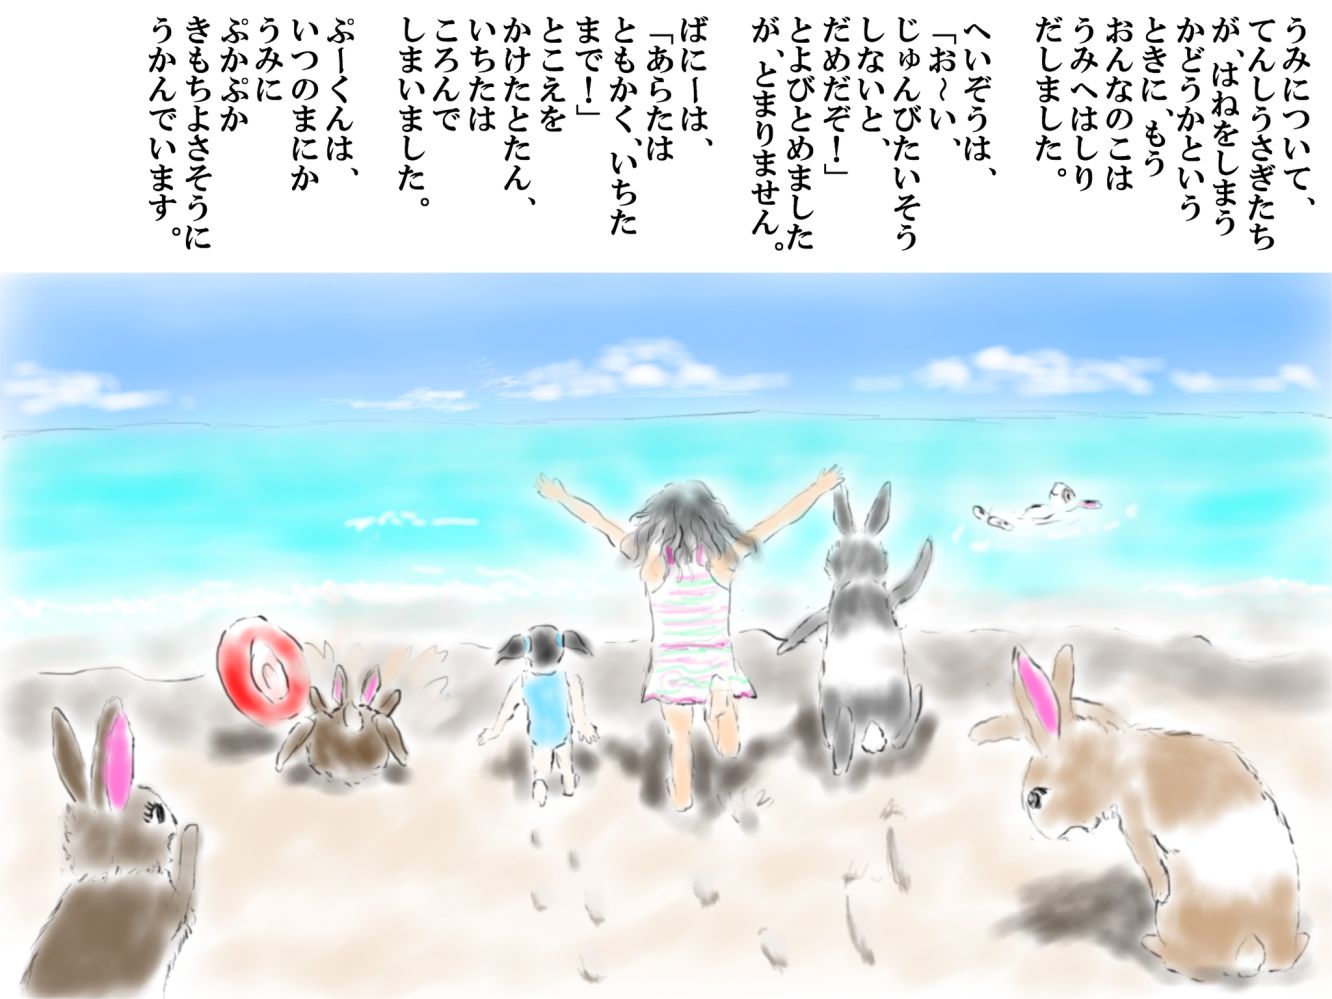 うみについて、
てんしうさぎたち
が、はねをしまう
かどうかという
ときに、もう
おんなのこは
うみへはしり
だしました。
へいぞうは、
「お～い、
じゅんびたいそう
しないと、
だめだぞ！」
とよびとめました
が、とまりません。
ばにーは、
「あらたは
ともかく、いちた
まで！」
とこえを
かけたとたん、
いちたは
ころんで
しまいました。
ぷーくんは、
いつのまにか
うみに
ぷかぷか
きもちよさそうに
うかんでいます。